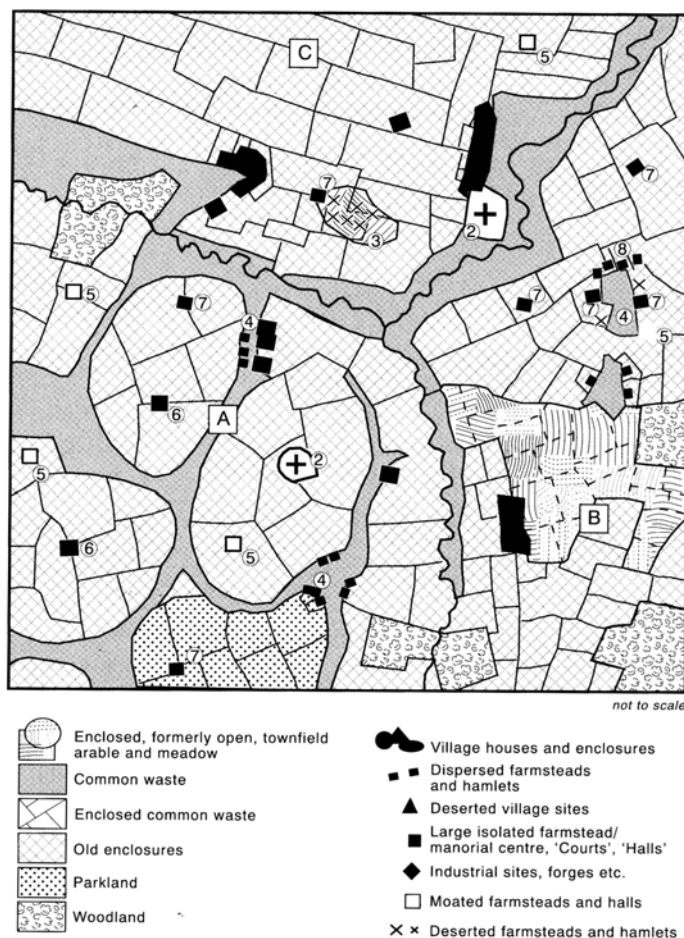 C
5
7
7
3
2
8
5
7
4
7
7
4
7
5
6
A
2
5
6
5
B
4
7
not to scale
Enclosed, formerly open, townfield
arable and meadow
Common waste
Enclosed common waste
Old enclosures
Parkland
Woodland
Village houses and enclosures
Dispersed farmsteads
and hamlets
Deserted village sites
Large isolated farmstead/
manorial centre, 'Courts', 'Halls'
Industrial sites, forges etc.
Moated farmsteads and halls
Deserted farmsteads and hamlets